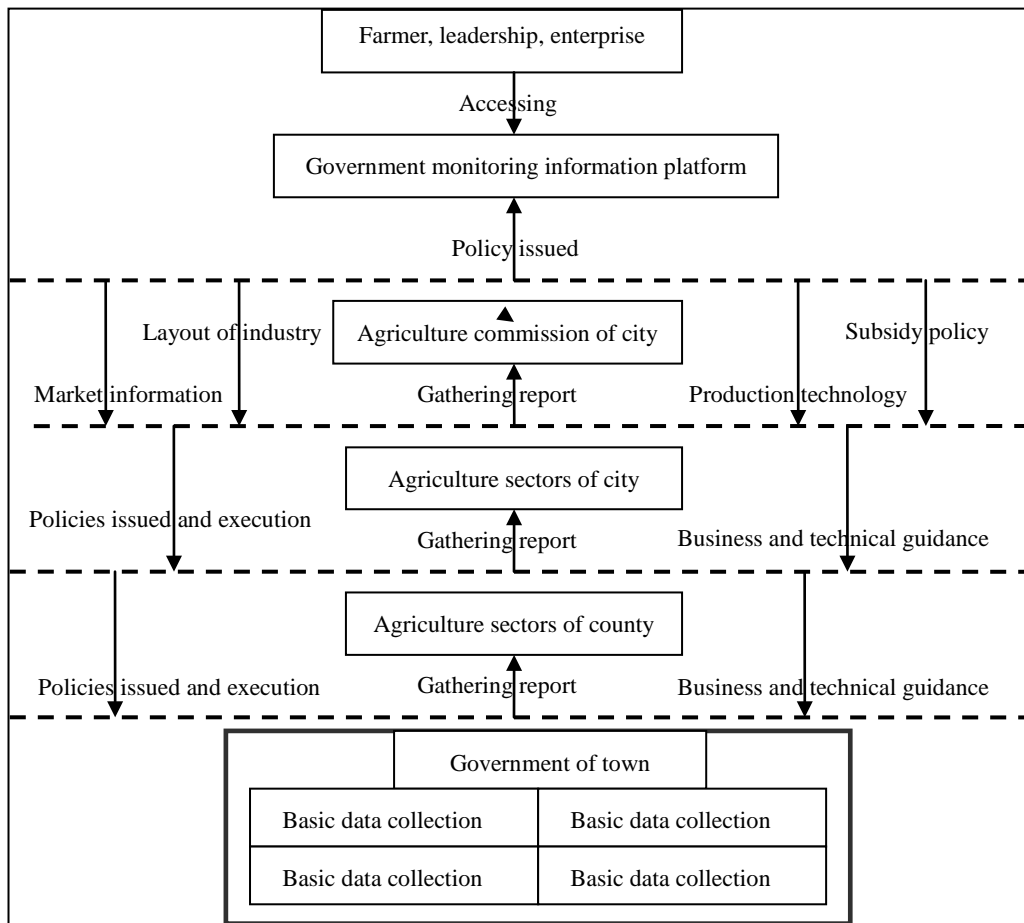 Farmer, leadership, enterprise
Accessing
Government monitoring information platform
Policy issued
Layout of industry
Agriculture commission of city
Subsidy policy
Market information
Gathering report
Production technology
Agriculture sectors of city
Policies issued and execution
Gathering report
Business and technical guidance
Agriculture sectors of county
Policies issued and execution
Gathering report
Business and technical guidance
Government of town
Basic data collection
Basic data collection
Basic data collection
Basic data collection